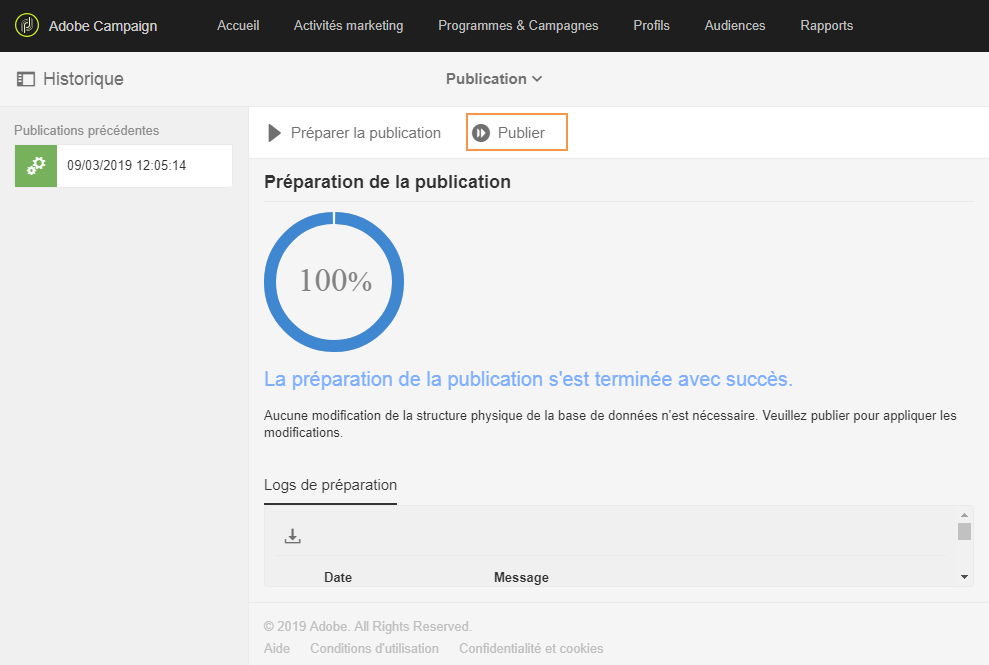 Adobe Campaign
Accueil
Activités marketing
Programmes & Campagnes
Profils
Audiences
Rapports
Historique
Publication
Publications précédentes
09/03/2019 12:05:14
Préparer la publication
Publier
Préparation de la publication
100%
La préparation de la publication s'est terminée avec succès.
Aucune modification de la structure physique de la base de données n'est nécessaire. Veuillez publier pour appliquer les
modifications.
Logs de préparation
Date
Message
© 2019 Adobe. All Rights Reserved.
Aide
Conditions d'utilisation
Confidentialité et cookies